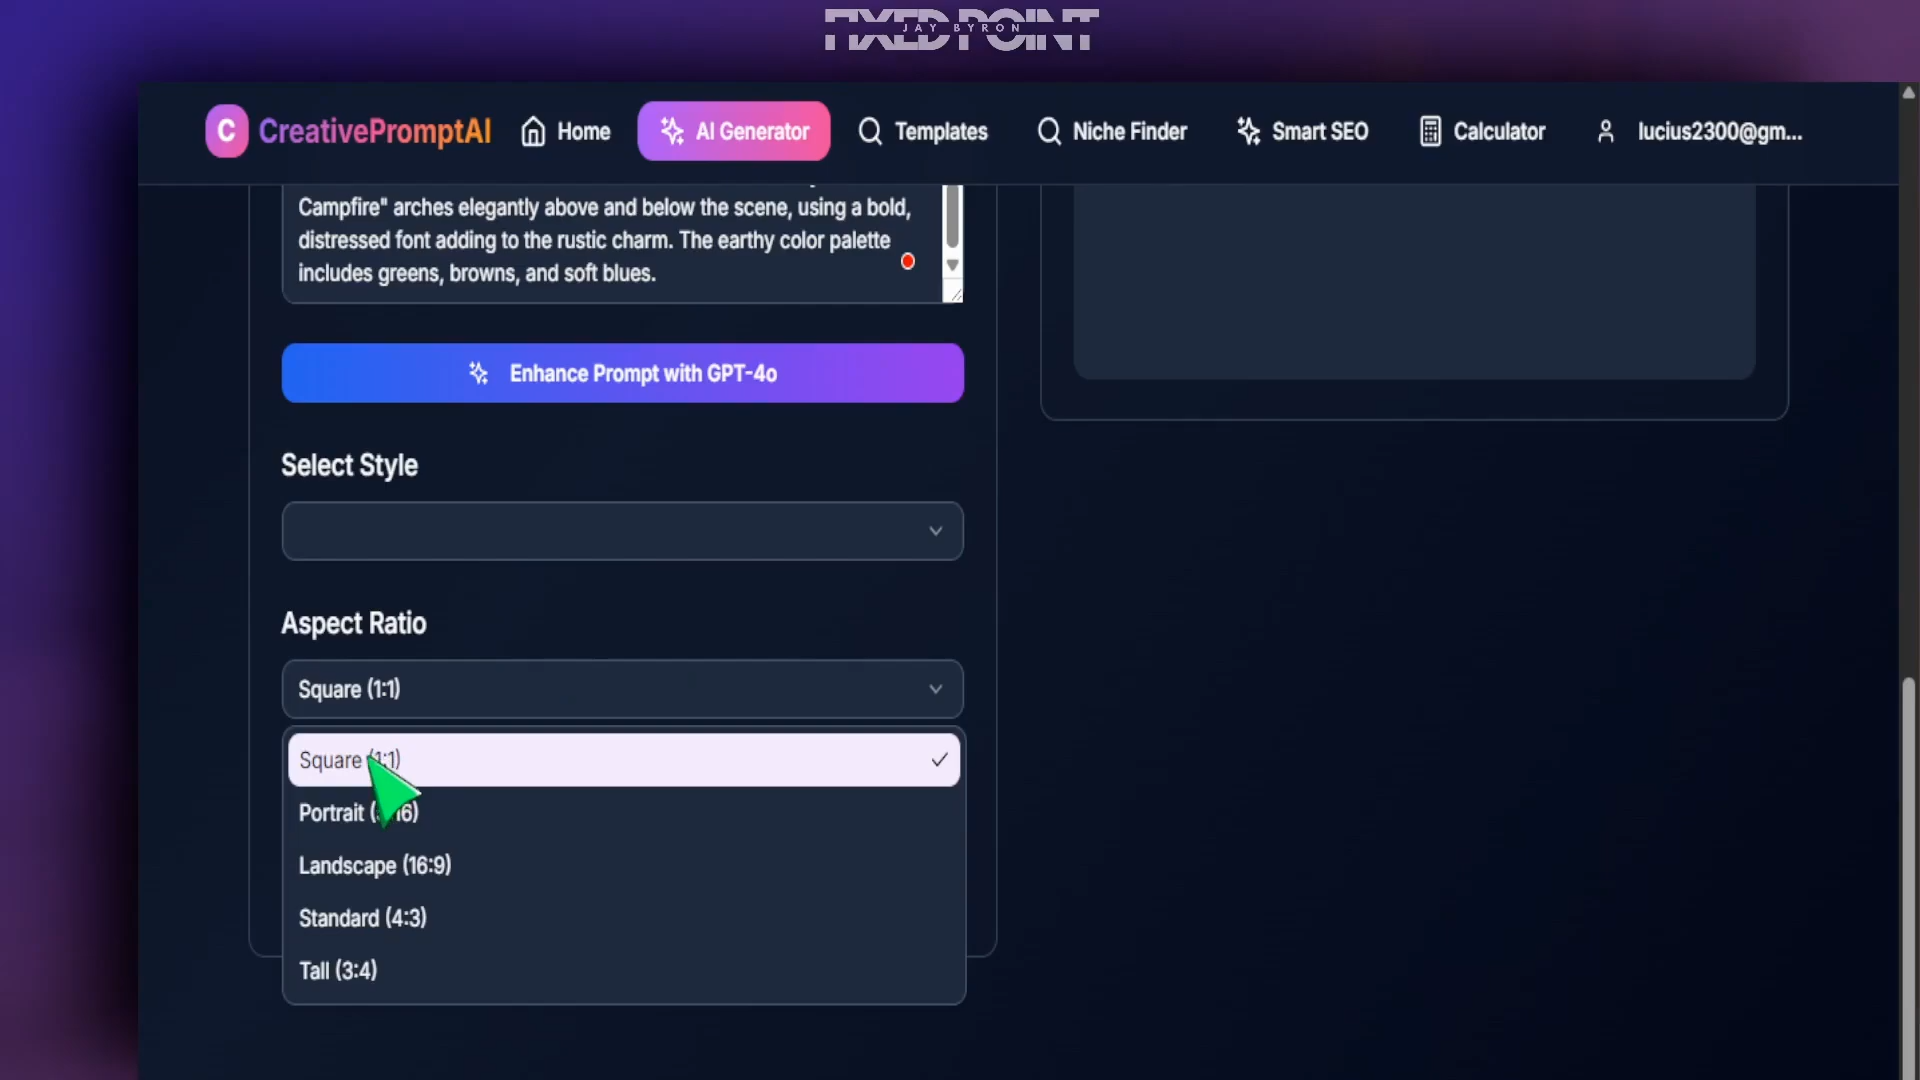 FIXED POINT
JAY BYRON
C CreativePromptAI Home AI Generator Templates Niche Finder Smart SEO Calculator lucius2300@gm...
Campfire" arches elegantly above and below the scene, using a bold,
distressed font adding to the rustic charm. The earthy color palette
includes greens, browns, and soft blues.
Enhance Prompt with GPT-4o
Select Style
Aspect Ratio
Square (1:1)
Square (1:1)
Portrait
Landscape (16:9)
Standard (4:3)
Tall (3:4)